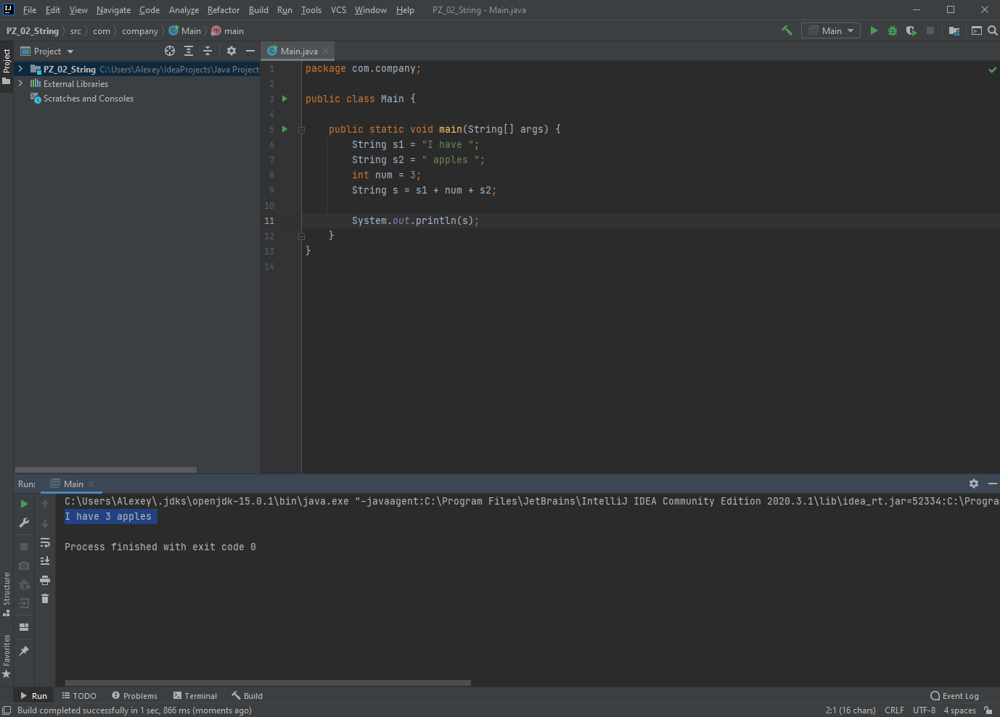 IJ File Edit View Navigate Code Analyze Refactor Build Run Tools VCS Window Help PZ_02_String - Main.java
PZ_02_String src com company Main main Main
Project Project Main.java
PZ_02_String C:\Users\Alexey\IdeaProjects\Java Project
External Libraries
Scratches and Consoles
1 package com.company;
2
3 public class Main {
4
5 public static void main(String[] args) {
6 String s1 = "I have ";
7 String s2 = " apples ";
8 int num = 3;
9 String s = s1 + num + s2;
10
11 System.out.println(s);
12 }
13 }
14
Run: Main
C:\Users\Alexey\.jdks\openjdk-15.0.1\bin\java.exe "-javaagent:C:\Program Files\JetBrains\IntelliJ IDEA Community Edition 2020.3.1\lib\idea_rt.jar=52334:C:\Progra
I have 3 apples
Process finished with exit code 0
Structure
Favorites
Run TODO Problems Terminal Build Event Log
Build completed successfully in 1 sec, 866 ms (moments ago) 2:1 (16 chars) CRLF UTF-8 4 spaces